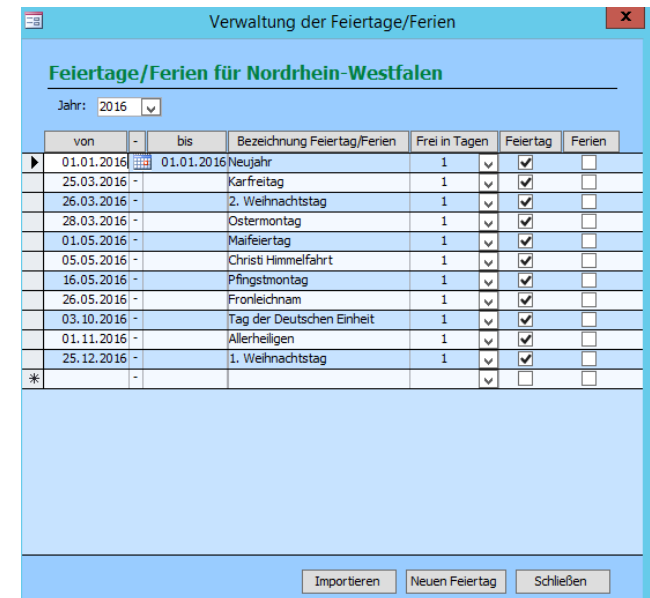 Verwaltung der Feiertage/Ferien
x
Feiertage/Ferien für Nordrhein-Westfalen
Jahr: 2016
von - bis Bezeichnung Feiertag/Ferien Frei in Tagen Feiertag Ferien
01.01.2016 01.01.2016 Neujahr 1
25.03.2016 - Karfreitag 1
26.03.2016 - 2. Weihnachtstag 1
28.03.2016 - Ostermontag 1
01.05.2016 - Maifeiertag 1
05.05.2016 - Christi Himmelfahrt 1
16.05.2016 - Pfingstmontag 1
26.05.2016 - Fronleichnam 1
03.10.2016 - Tag der Deutschen Einheit 1
01.11.2016 - Allerheiligen 1
25.12.2016 - 1. Weihnachtstag 1
* -
Importieren Neuen Feiertag Schließen